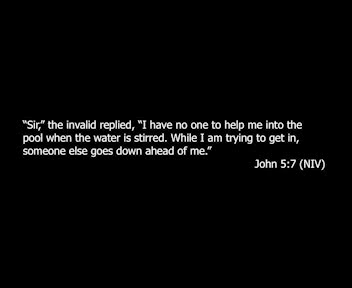 “Sir,” the invalid replied, “I have no one to help me into the
pool when the water is stirred. While I am trying to get in,
someone else goes down ahead of me.”
John 5:7 (NIV)